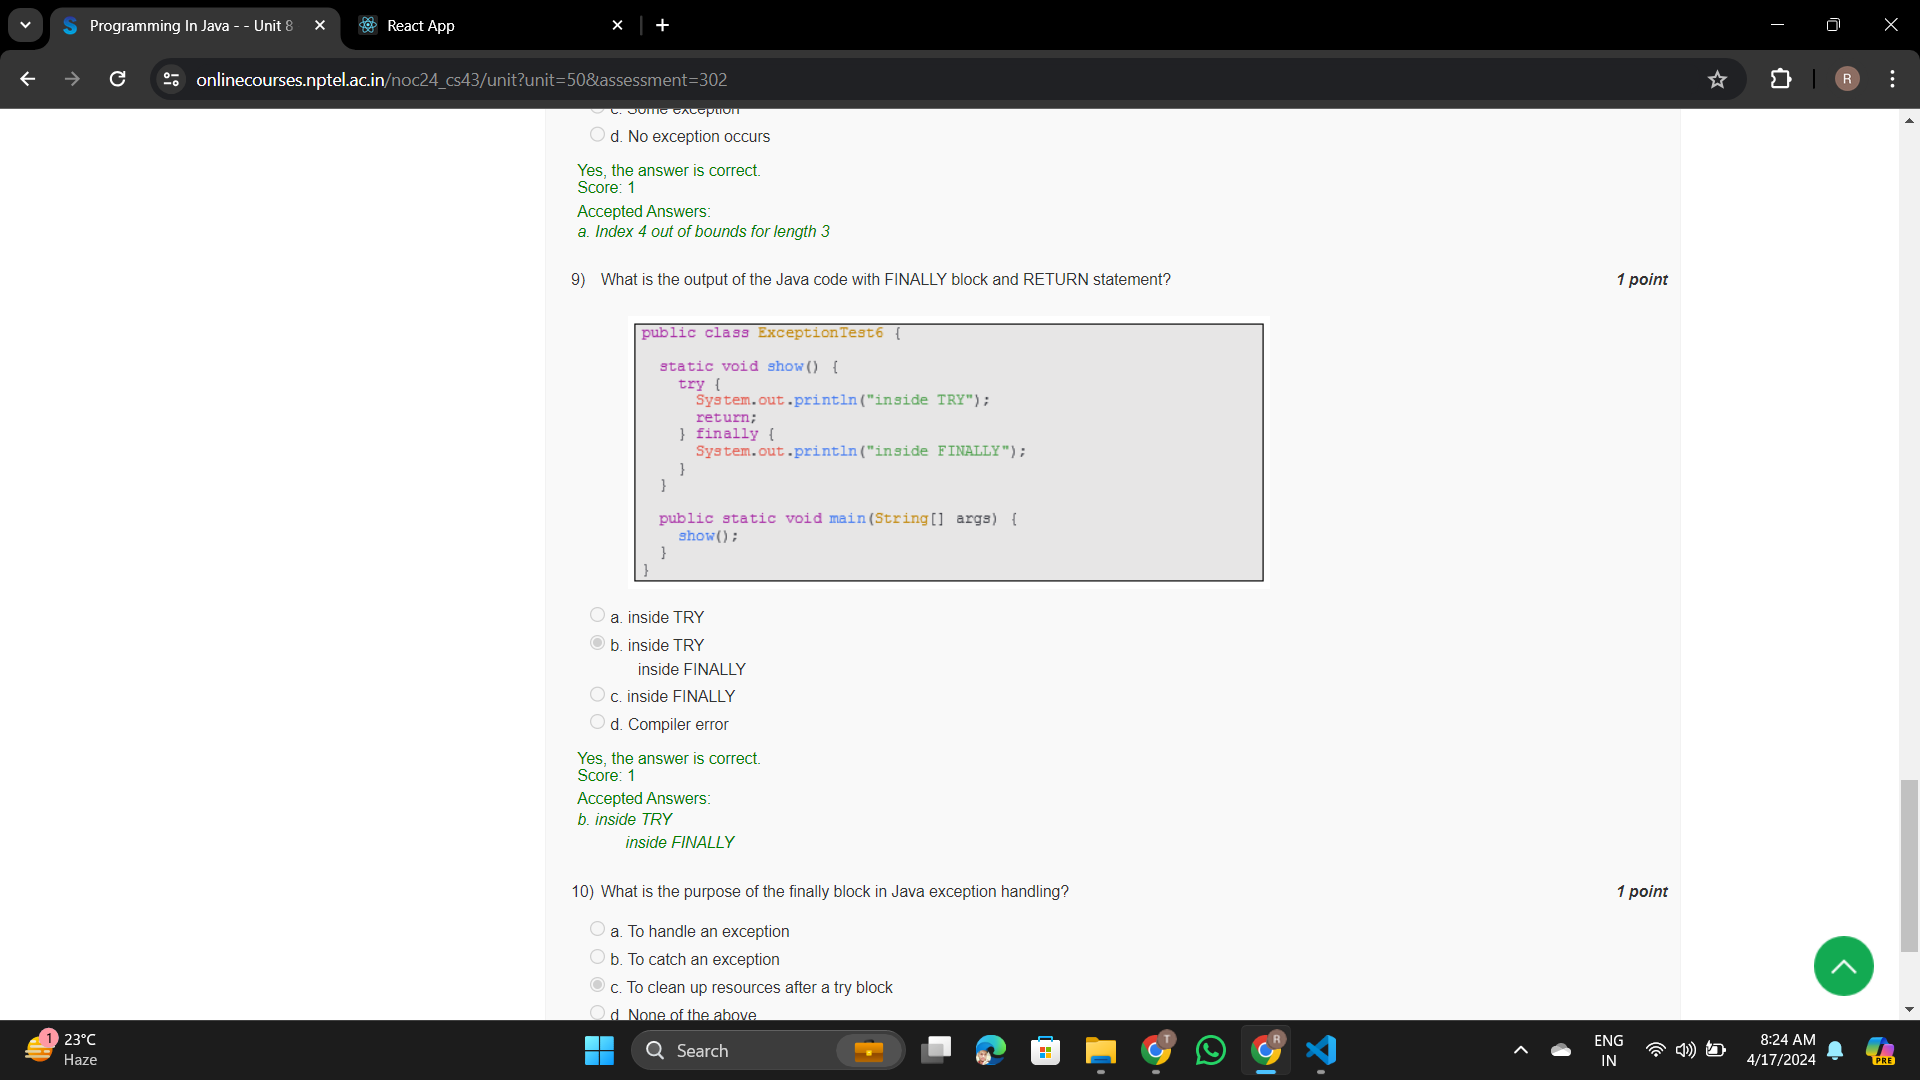 Programming In Java - - Unit 8
React App
onlinecourses.nptel.ac.in/noc24_cs43/unit?unit=50&assessment=302
R
c. Some exception
d. No exception occurs
Yes, the answer is correct.
Score: 1
Accepted Answers:
a. Index 4 out of bounds for length 3
9) What is the output of the Java code with FINALLY block and RETURN statement? 1 point
public class ExceptionTest6 {
static void show() {
try {
System.out.println("inside TRY");
return;
} finally {
System.out.println("inside FINALLY");
}
}
public static void main(String[] args) {
show();
}
}
a. inside TRY
b. inside TRY
inside FINALLY
c. inside FINALLY
d. Compiler error
Yes, the answer is correct.
Score: 1
Accepted Answers:
b. inside TRY
inside FINALLY
10) What is the purpose of the finally block in Java exception handling? 1 point
a. To handle an exception
b. To catch an exception
c. To clean up resources after a try block
d. None of the above
1
23°C
Haze
Search
T
R
ENG
IN
8:24 AM
4/17/2024
PRE